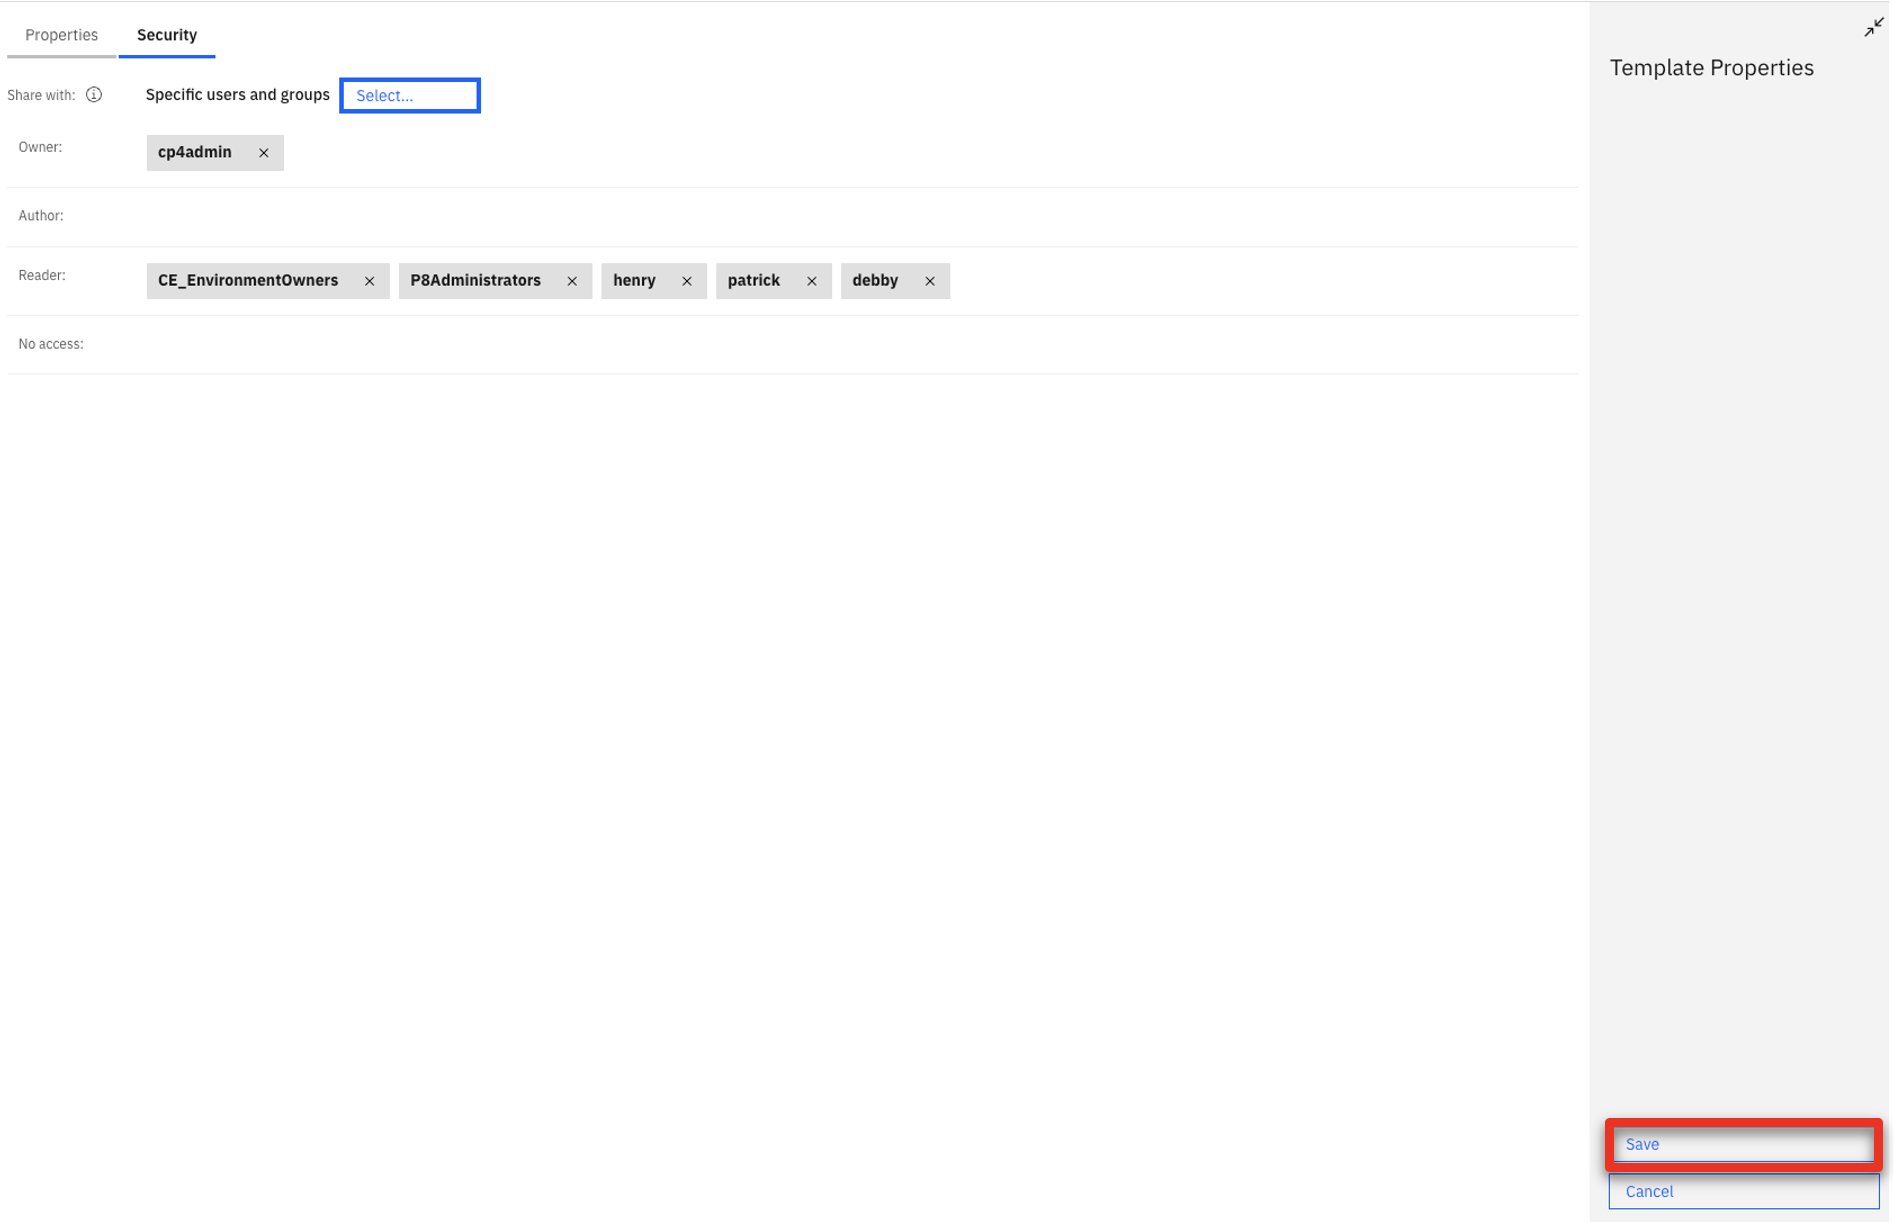 Properties Security
Template Properties
Share with: Specific users and groups Select...
Owner: cp4admin
Author:
Reader: CE_EnvironmentOwners P8Administrators henry patrick debby
No access:
Save
Cancel